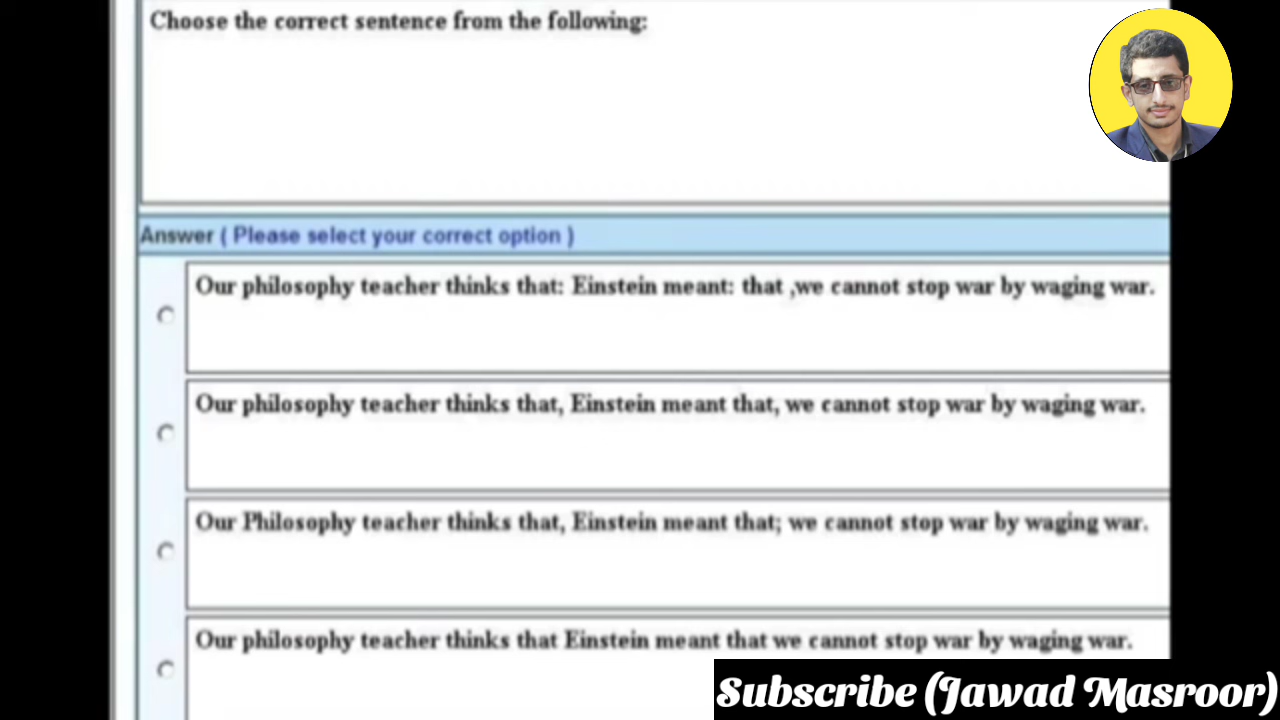 Choose the correct sentence from the following:
Answer ( Please select your correct option )
Our philosophy teacher thinks that: Einstein meant: that ,we cannot stop war by waging war.
Our philosophy teacher thinks that, Einstein meant that, we cannot stop war by waging war.
Our Philosophy teacher thinks that, Einstein meant that; we cannot stop war by waging war.
Our philosophy teacher thinks that Einstein meant that we cannot stop war by waging war.
Subscribe (Jawad Masroor)